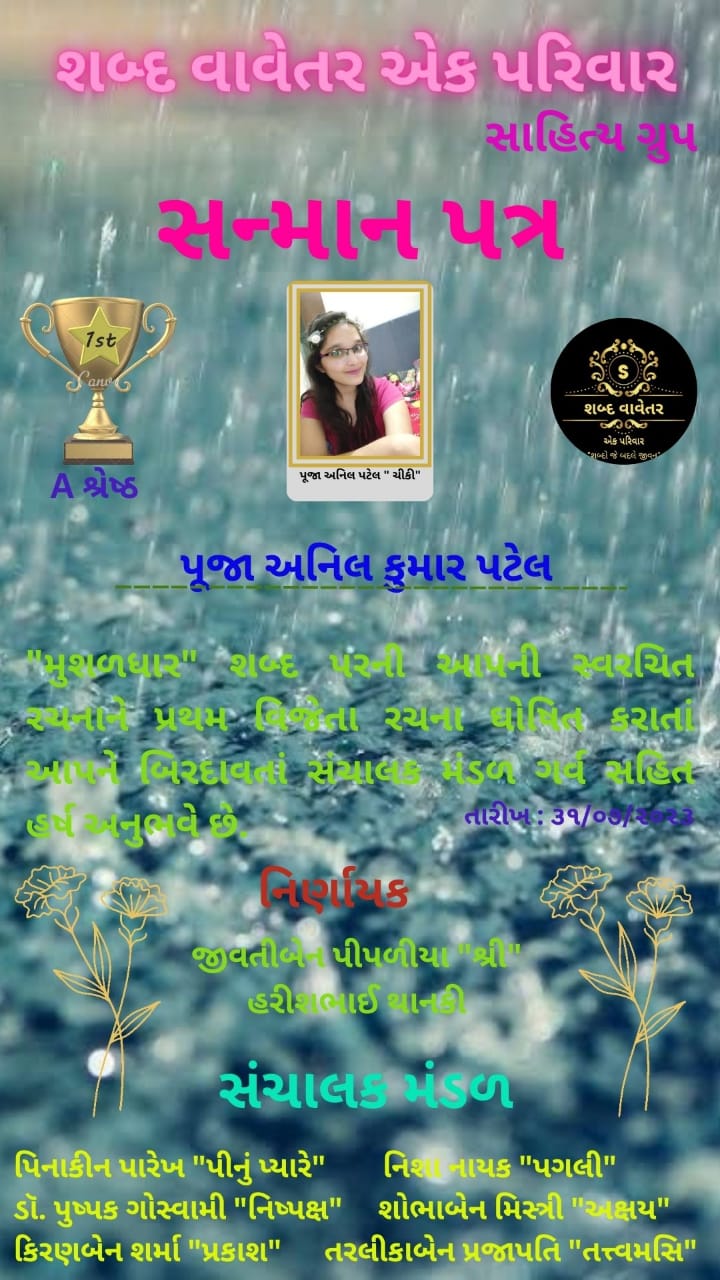 શબ્દ વાવેતર એક પરિવાર
સાહિત્ય ગ્રુપ
સન્માન પત્ર
1st
A શ્રેષ્ઠ
પૂજા અનિલ પટેલ " ચીકી"
S
શબ્દ વાવેતર
એક પરિવાર
"શબ્દો જે બદલે જીવન"
પૂજા અનિલ કુમાર પટેલ
"મુશળધાર" શબ્દ પરની આપની સ્વરચિત
રચનાને પ્રથમ વિજેતા રચના ઘોષિત કરાતાં
આપને બિરદાવતાં સંચાલક મંડળ ગર્વ સહિત
હર્ષ અનુભવે છે.
તારીખ : ૩૧/૦૭/૨૦૨૩
નિર્ણાયક
જીવતીબેન પીપળીયા "શ્રી"
હરીશભાઈ થાનકી
સંચાલક મંડળ
પિનાકીન પારેખ "પીનું પ્યારે" નિશા નાયક "પગલી"
ડૉ. પુષ્પક ગોસ્વામી "નિષ્પક્ષ" શોભાબેન મિસ્ત્રી "અક્ષય"
કિરણબેન શર્મા "પ્રકાશ" તરલીકાબેન પ્રજાપતિ "તત્ત્વમસિ"